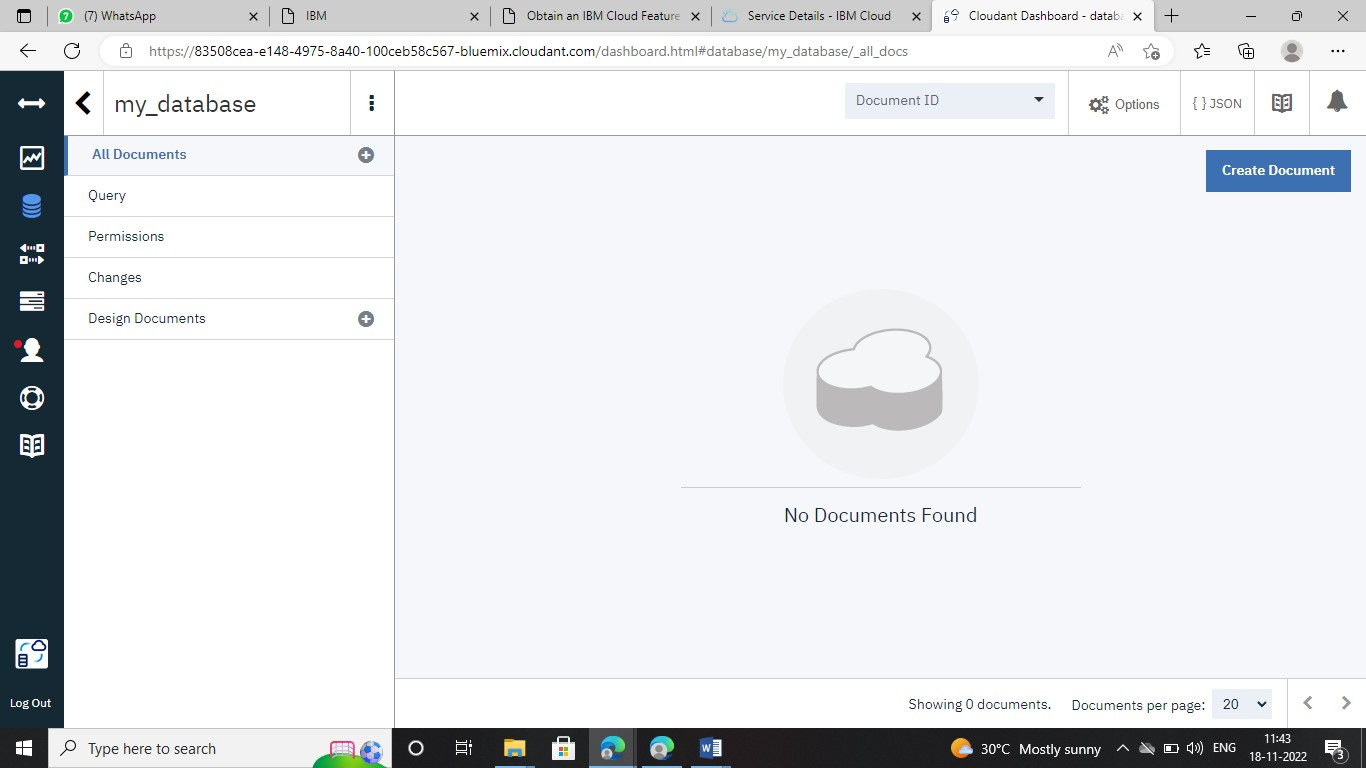 (7) WhatsApp
IBM
Obtain an IBM Cloud Feature
Service Details - IBM Cloud
Cloudant Dashboard - databa
https://83508cea-e148-4975-8a40-100ceb58c567-bluemix.cloudant.com/dashboard.html#database/my_database/_all_docs
my_database
Document ID
Options
{ } JSON
All Documents
Create Document
Query
Permissions
Changes
Design Documents
No Documents Found
Log Out
Showing 0 documents.
Documents per page: 20
Type here to search
30°C Mostly sunny
ENG
11:43
18-11-2022
3